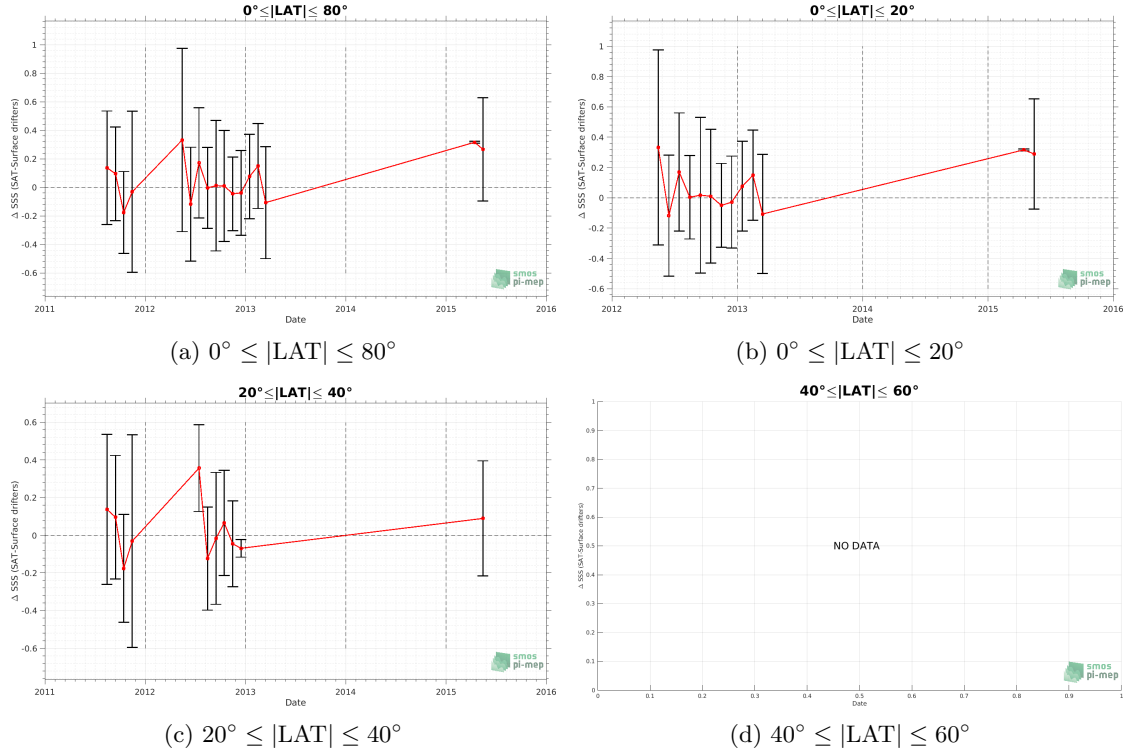 0°≤|LAT|≤ 80°
Δ SSS (SAT-Surface drifters)
1
0.8
0.6
0.4
0.2
0
-0.2
-0.4
-0.6
2011 2012 2013 2014 2015 2016
Date
smos
pi-mep
(a) 0° ≤ |LAT| ≤ 80°
0°≤|LAT|≤ 20°
Δ SSS (SAT-Surface drifters)
1
0.8
0.6
0.4
0.2
0
-0.2
-0.4
-0.6
2012 2013 2014 2015 2016
Date
smos
pi-mep
(b) 0° ≤ |LAT| ≤ 20°
20°≤|LAT|≤ 40°
Δ SSS (SAT-Surface drifters)
0.6
0.4
0.2
0
-0.2
-0.4
-0.6
2011 2012 2013 2014 2015 2016
Date
smos
pi-mep
(c) 20° ≤ |LAT| ≤ 40°
40°≤|LAT|≤ 60°
Δ SSS (SAT-Surface drifters)
1
0.9
0.8
0.7
0.6
0.5
0.4
0.3
0.2
0.1
0
NO DATA
0 0.1 0.2 0.3 0.4 0.5 0.6 0.7 0.8 0.9 1
Date
smos
pi-mep
(d) 40° ≤ |LAT| ≤ 60°